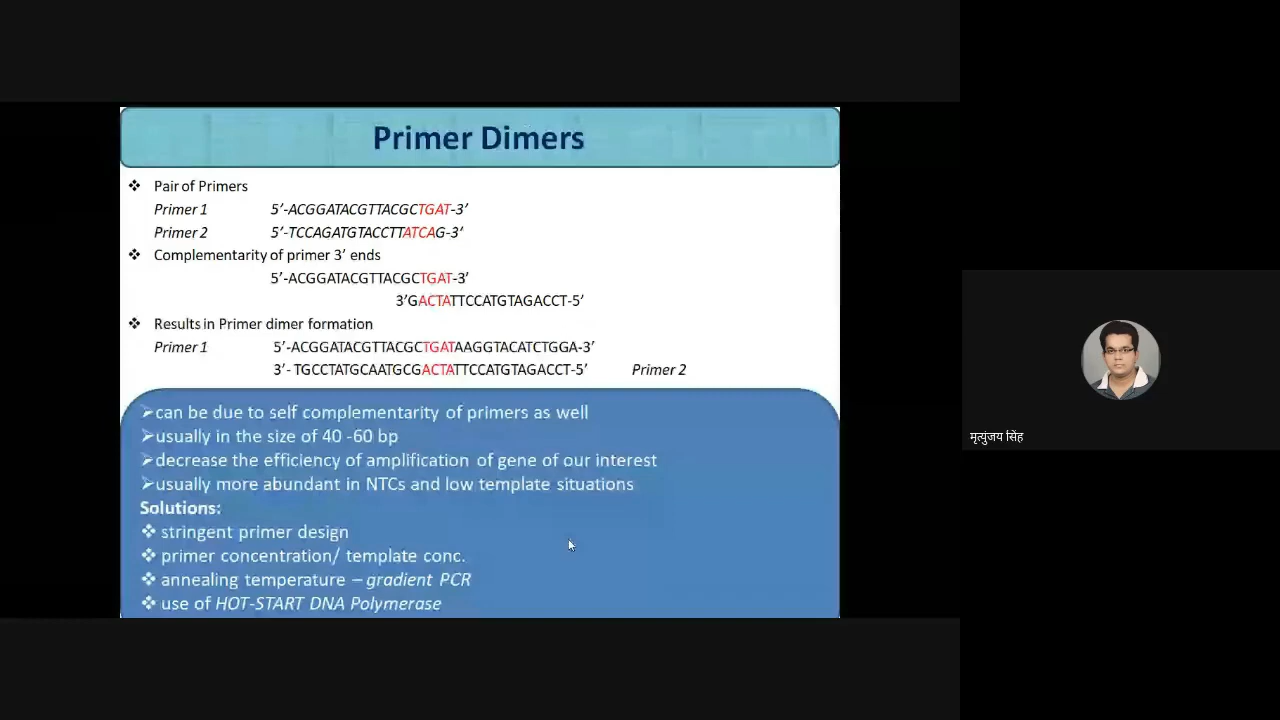 Primer Dimers
❖ Pair of Primers
Primer 1 5’-ACGGATACGTTACGCTGAT-3’
Primer 2 5’-TCCAGATGTACCTTATCAG-3‘
❖ Complementarity of primer 3’ ends
5’-ACGGATACGTTACGCTGAT-3’
3’GACTATTCCATGTAGACCT-5’
❖ Results in Primer dimer formation
Primer 1 5’-ACGGATACGTTACGCTGATAAGGTACATCTGGA-3’
3’- TGCCTATGCAATGCGACTATTCCATGTAGACCT-5’ Primer 2
➢can be due to self complementarity of primers as well
➢usually in the size of 40 -60 bp
➢decrease the efficiency of amplification of gene of our interest
➢usually more abundant in NTCs and low template situations
Solutions:
❖ stringent primer design
❖ primer concentration/ template conc.
❖ annealing temperature – gradient PCR
❖ use of HOT-START DNA Polymerase
मृत्युंजय सिंह